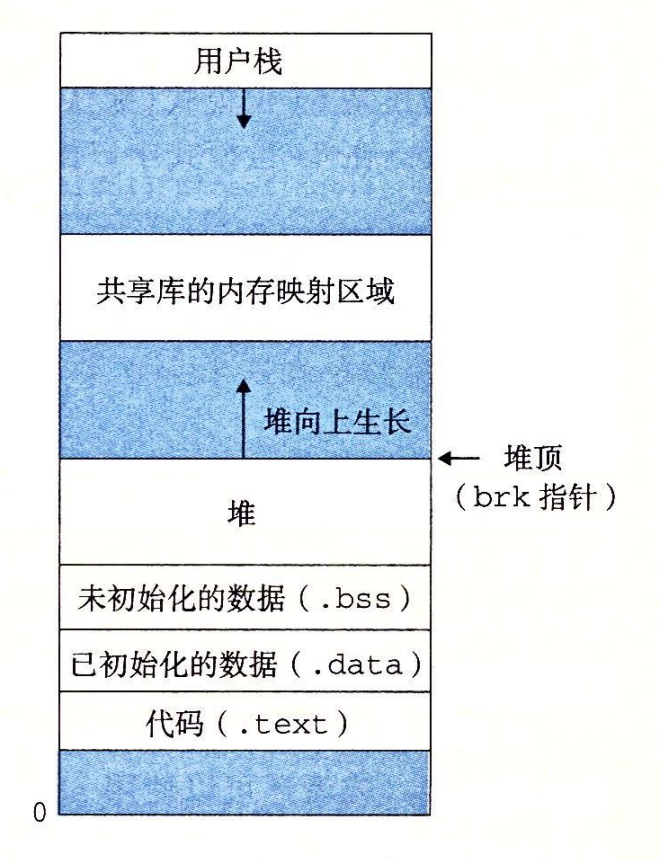 用户栈
共享库的内存映射区域
堆向上生长
堆顶
（brk 指针）
堆
未初始化的数据（.bss）
已初始化的数据（.data）
代码（.text）
0